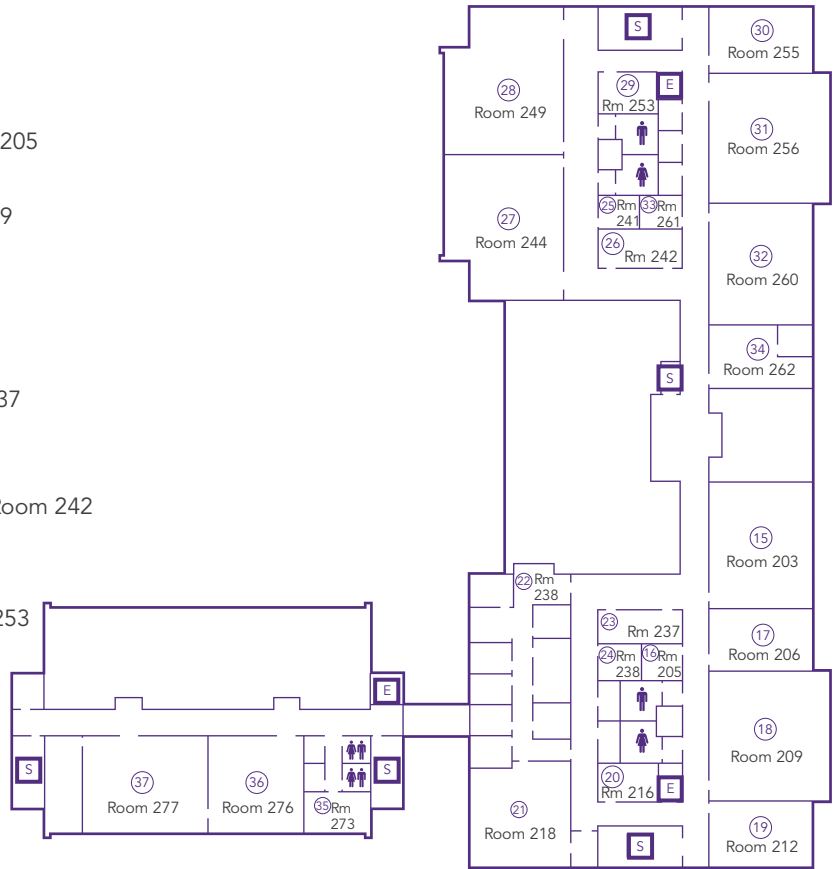 205
9
37
Room 242
253
S
30
Room 255
28
Room 249
29
Rm 253
E
31
Room 256
27
Room 244
25 Rm
241
33 Rm
261
26
Rm 242
32
Room 260
34
Room 262
S
15
Room 203
22 Rm
238
23
Rm 237
24 Rm
238
16 Rm
205
17
Room 206
18
Room 209
20
Rm 216
E
21
Room 218
S
19
Room 212
E
S
37
Room 277
36
Room 276
35 Rm
273
S